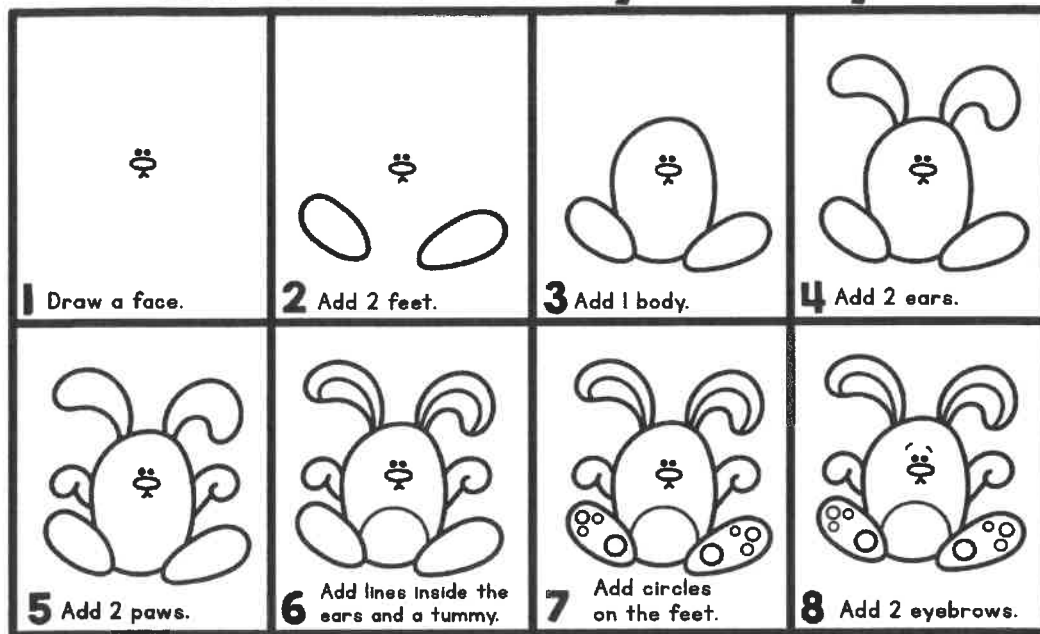 1 Draw a face.
2 Add 2 feet.
3 Add 1 body.
4 Add 2 ears.
5 Add 2 paws.
6 Add lines inside the
ears and a tummy.
7 Add circles
on the feet.
8 Add 2 eyebrows.